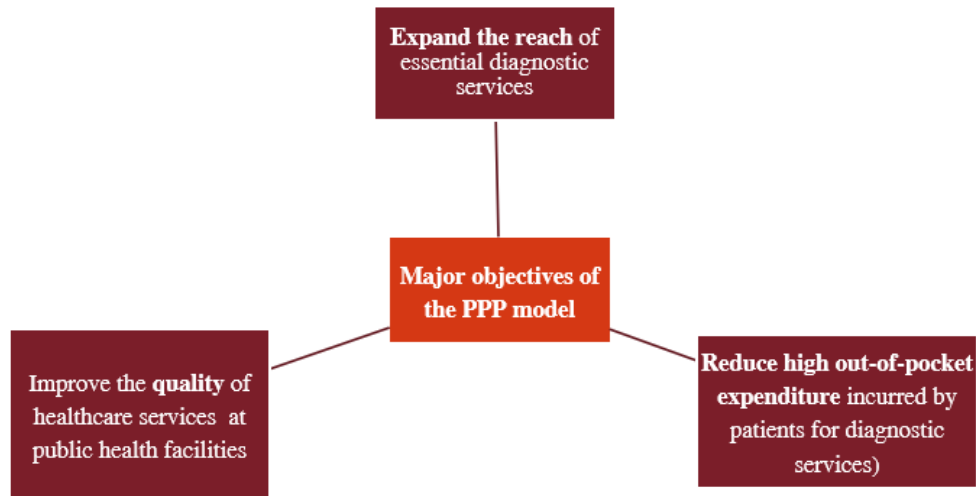 Expand the reach of
essential diagnostic
services
Major objectives of
the PPP model
Improve the quality of
healthcare services at
public health facilities
Reduce high out-of-pocket
expenditure incurred by
patients for diagnostic
services)